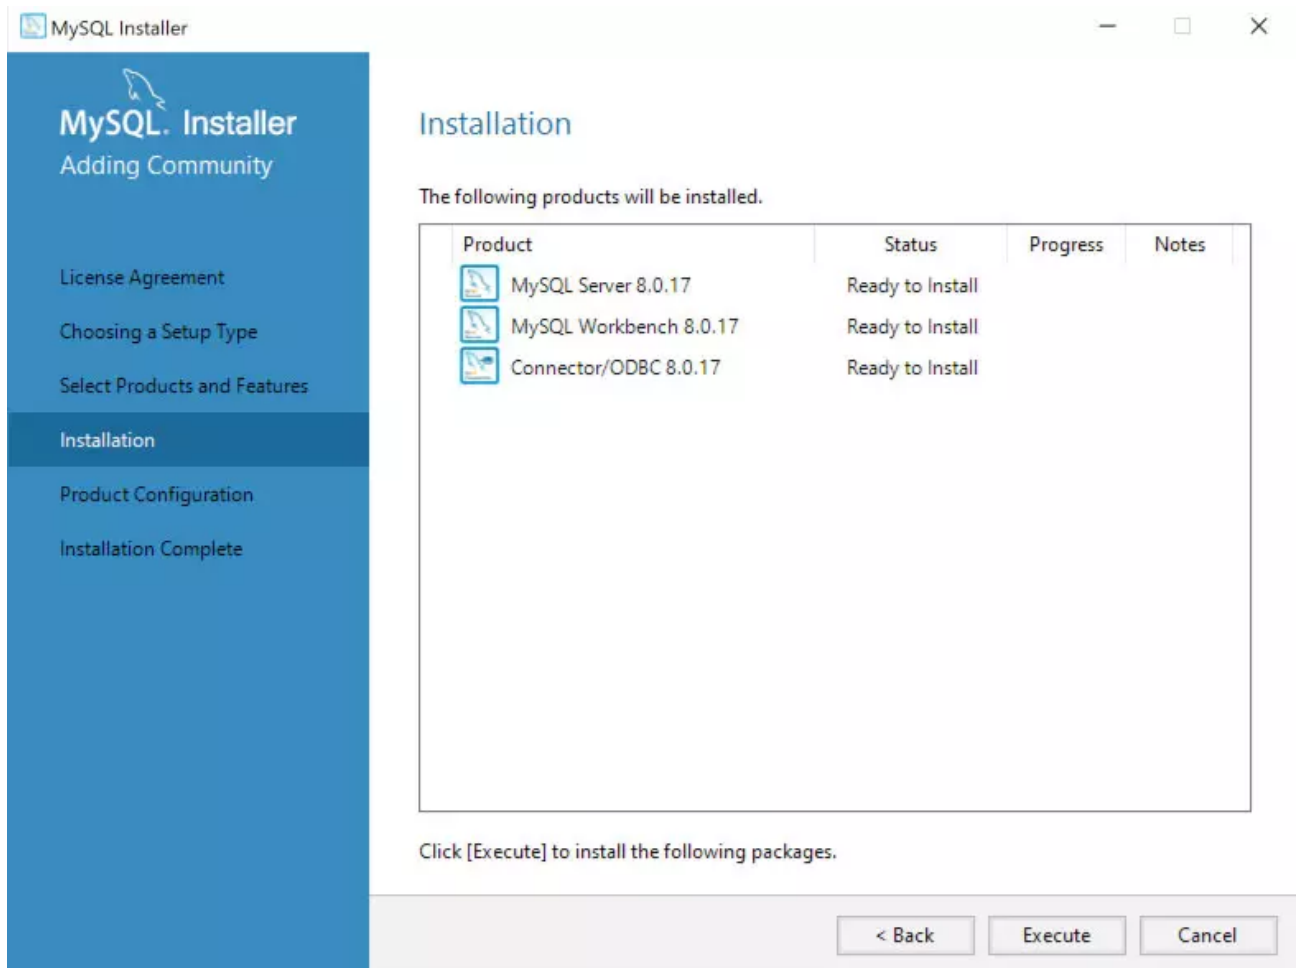 MySQL Installer
MySQL. Installer
Adding Community
License Agreement
Choosing a Setup Type
Select Products and Features
Installation
Product Configuration
Installation Complete
Installation
The following products will be installed.
Product Status Progress Notes
MySQL Server 8.0.17 Ready to Install
MySQL Workbench 8.0.17 Ready to Install
Connector/ODBC 8.0.17 Ready to Install
Click [Execute] to install the following packages.
< Back Execute Cancel